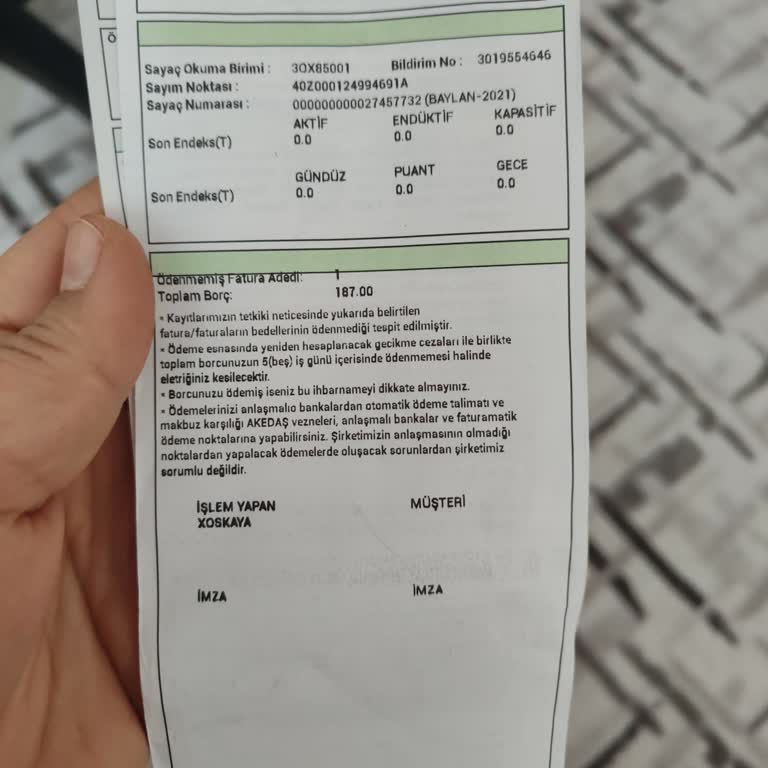 Ö
Sayaç Okuma Birimi : 30X85001 Bildirim No : 3019554646
Sayım Noktası : 40Z000124994691A
Sayaç Numarası : 000000000027457732 (BAYLAN-2021)
AKTİF ENDÜKTİF KAPASİTİF
Son Endeks(T) 0.0 0.0 0.0
GÜNDÜZ PUANT GECE
Son Endeks(T) 0.0 0.0 0.0
Ödenmemiş Fatura Adedi: 1
Toplam Borç: 187.00
* Kayıtlarımızın tetkiki neticesinde yukarıda belirtilen
fatura/faturaların bedellerinin ödenmediği tespit edilmiştir.
* Ödeme esnasında yeniden hesaplanacak gecikme cezaları ile birlikte
toplam borcunuzun 5(beş) iş günü içerisinde ödenmemesi halinde
eletriğiniz kesilecektir.
* Borcunuzu ödemiş iseniz bu ihbarnameyi dikkate almayınız.
* Ödemelerinizi anlaşmalıo bankalardan otomatik ödeme talimatı ve
makbuz karşılığı AKEDAŞ vezneleri, anlaşmalı bankalar ve faturamatik
ödeme noktalarına yapabilirsiniz. Şirketimizin anlaşmasının olmadığı
noktalardan yapalacak ödemelerde oluşacak sorunlardan şirketimiz
sorumlu değildir.
İŞLEM YAPAN MÜŞTERİ
XOSKAYA
İMZA İMZA